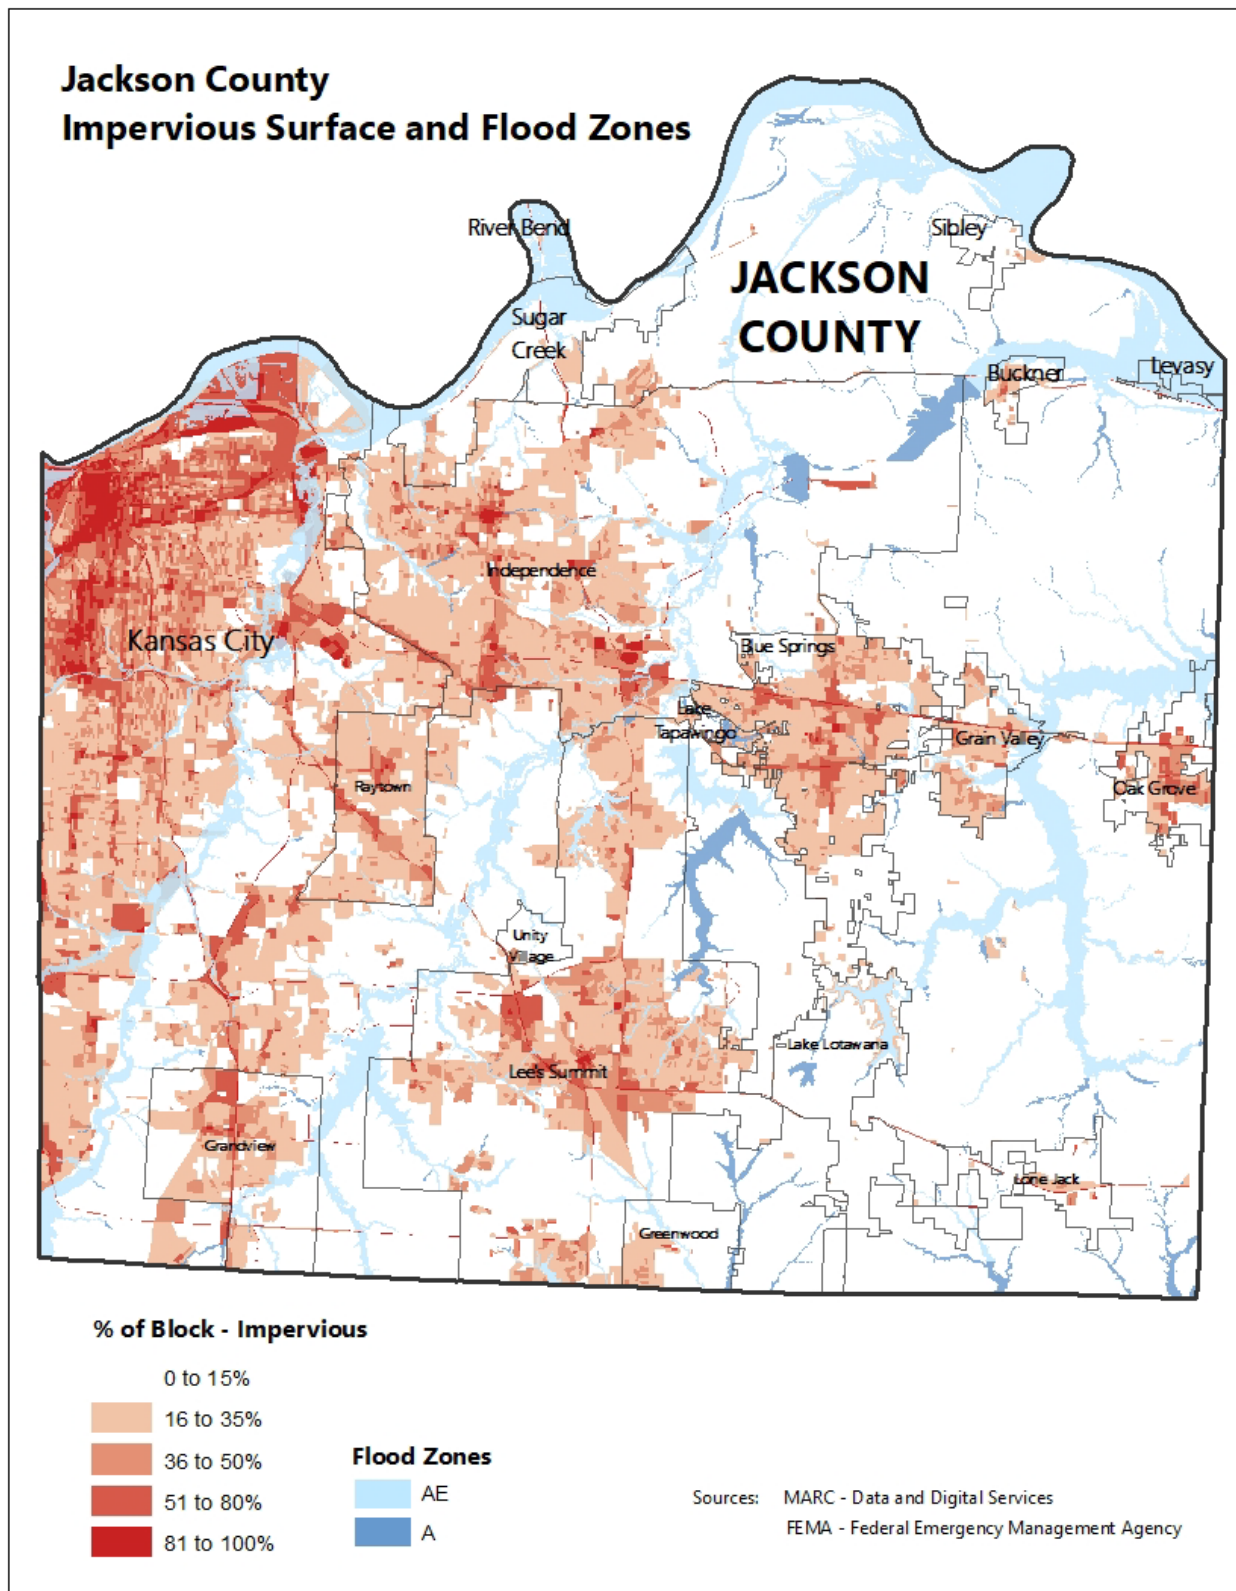 Jackson County
Impervious Surface and Flood Zones
River Bend
Sibley
JACKSON
COUNTY
Sugar
Creek
Buckner
Levasy
Independence
Kansas City
Blue Springs
Lake
Tapawingo
Grain Valley
Raytown
Oak Grove
Unity
Village
Lake Lotawana
Lee's Summit
Grandview
Lone Jack
Greenwood
% of Block - Impervious
0 to 15%
16 to 35%
36 to 50%
51 to 80%
81 to 100%
Flood Zones
AE
A
Sources: MARC - Data and Digital Services
FEMA - Federal Emergency Management Agency